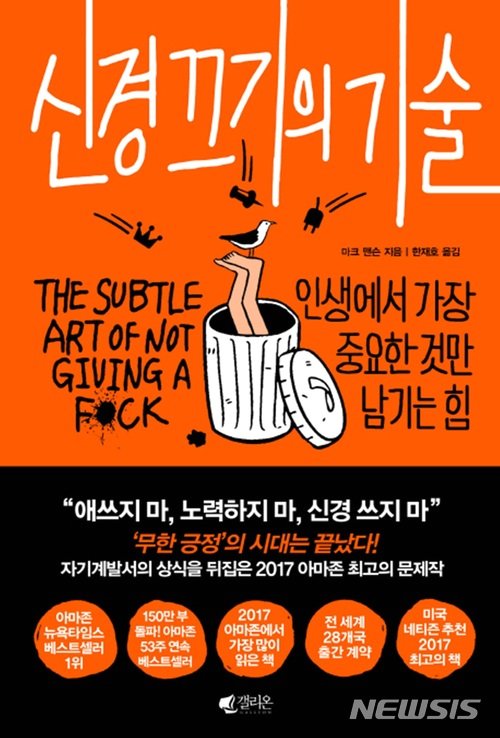 신경 끄기의 기술
마크 맨슨 지음 | 한재호 옮김
THE SUBTLE
ART OF NOT
GIVING A
F*CK
인생에서 가장
중요한 것만
남기는 힘
“애쓰지 마, 노력하지 마, 신경 쓰지 마”
‘무한 긍정’의 시대는 끝났다!
자기계발서의 상식을 뒤집은 2017 아마존 최고의 문제작
아마존
뉴욕타임스
베스트셀러
1위
150만 부
돌파! 아마존
53주 연속
베스트셀러
2017
아마존에서
가장 많이
읽은 책
전 세계
28개국
출간 계약
미국
네티즌 추천
2017
최고의 책
갤리온
GALLEON
NEWSIS